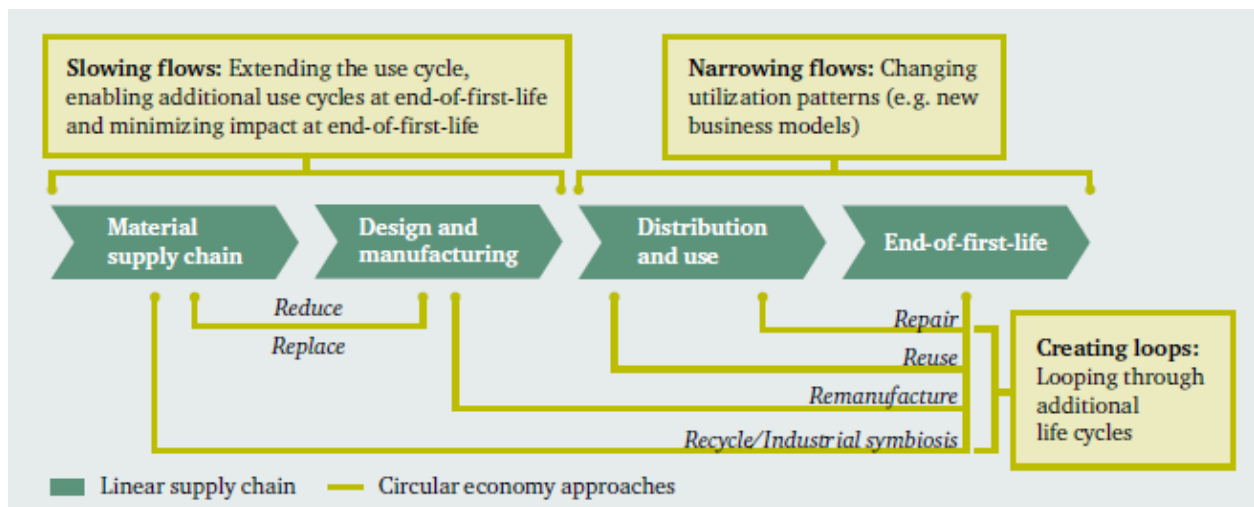 Slowing flows: Extending the use cycle,
enabling additional use cycles at end-of-first-life
and minimizing impact at end-of-first-life
Narrowing flows: Changing
utilization patterns (e.g. new
business models)
Material
supply chain
Design and
manufacturing
Distribution
and use
End-of-first-life
Reduce
Replace
Repair
Reuse
Remanufacture
Recycle/Industrial symbiosis
Creating loops:
Looping through
additional
life cycles
Linear supply chain
Circular economy approaches